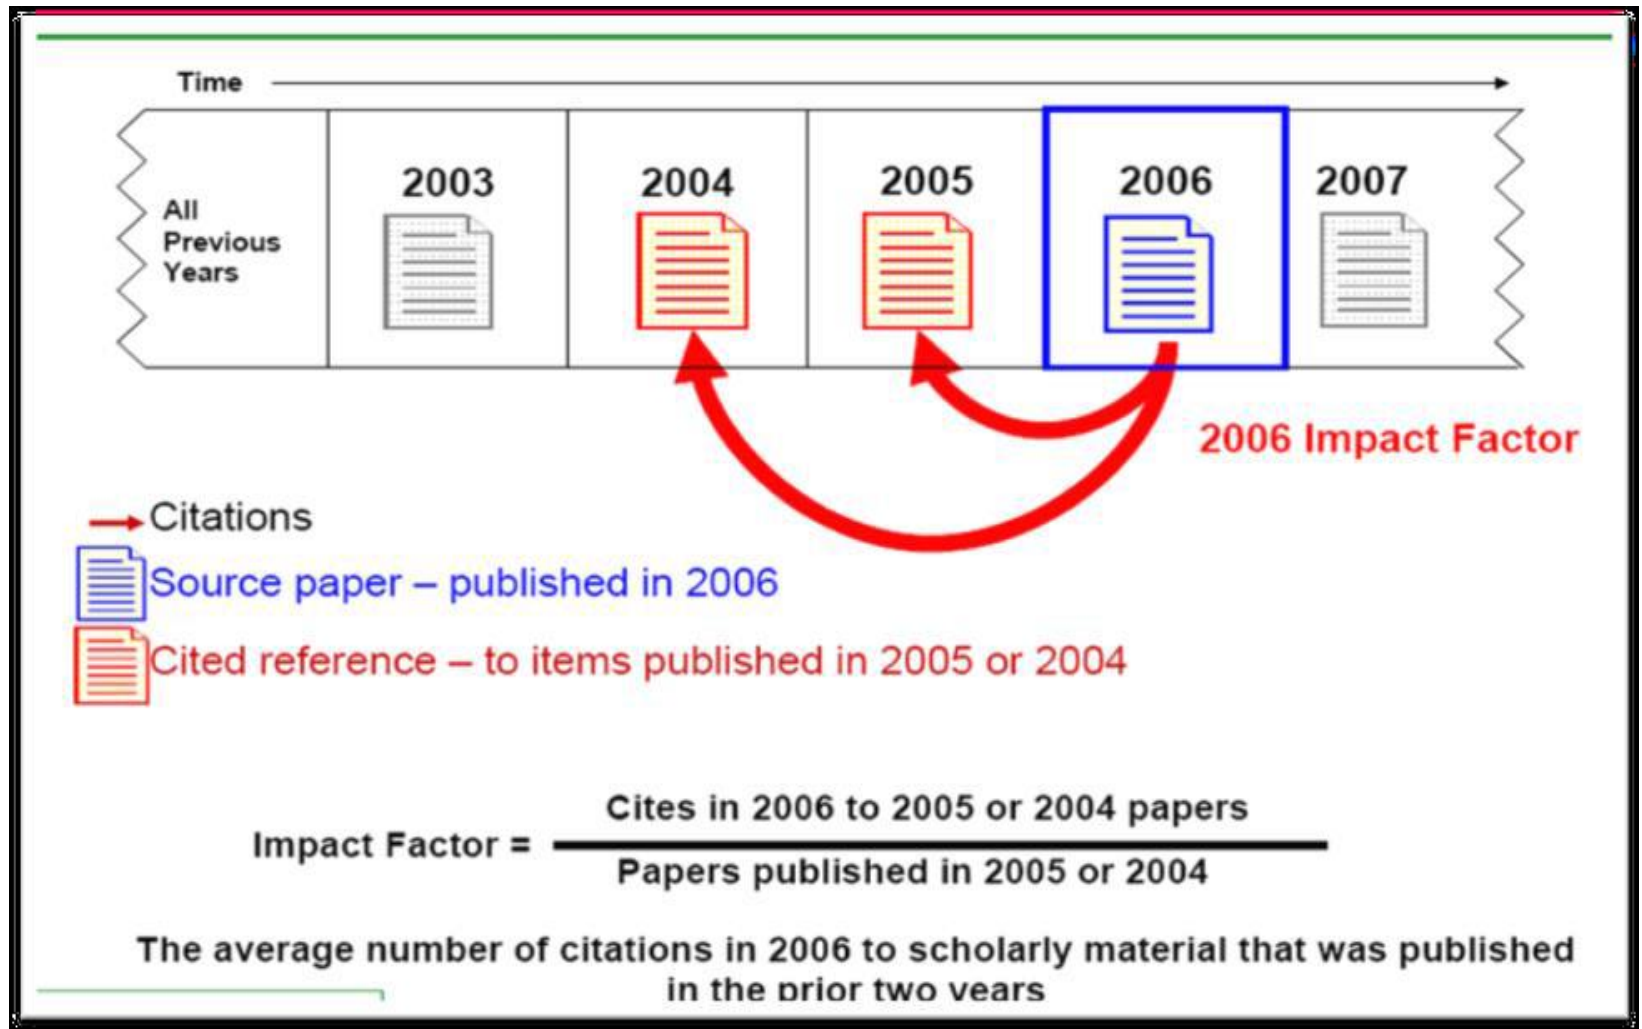 Time
All
Previous
Years
2003
2004
2005
2006
2007
2006 Impact Factor
Citations
Source paper – published in 2006
Cited reference – to items published in 2005 or 2004
Cites in 2006 to 2005 or 2004 papers
Impact Factor =
Papers published in 2005 or 2004
The average number of citations in 2006 to scholarly material that was published
in the prior two years